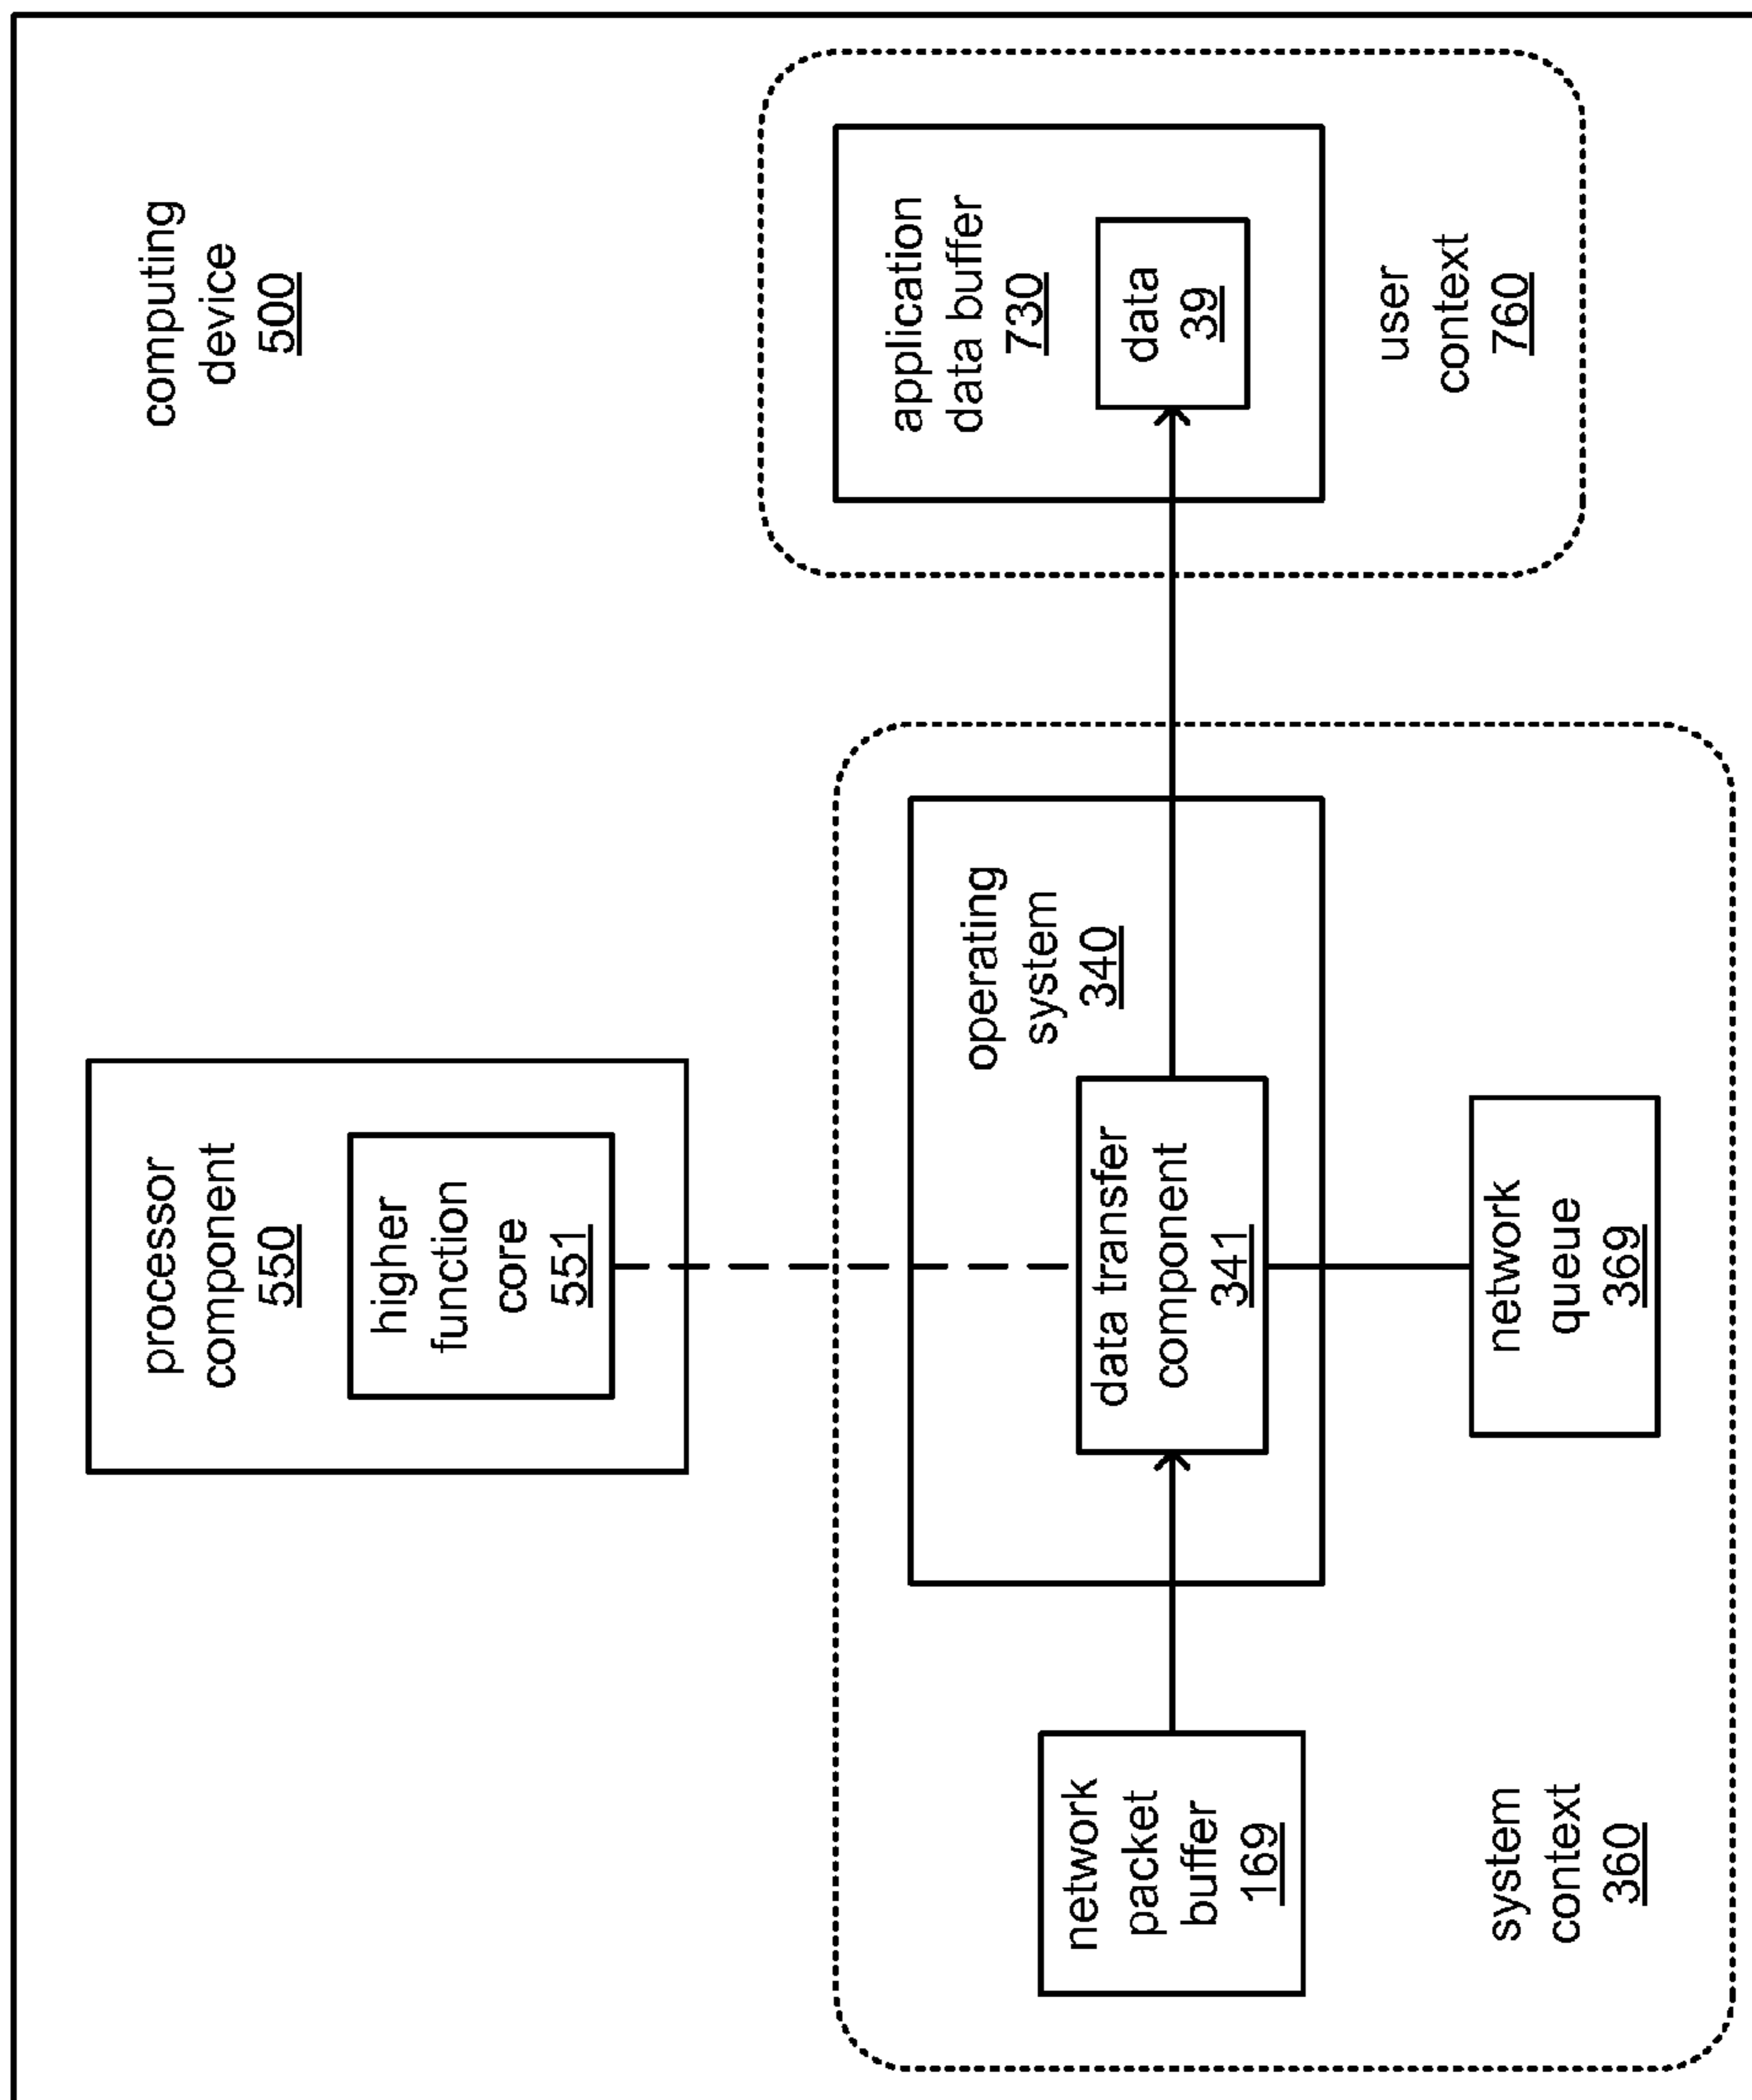 computing
device
500
processor
component
550
higher
function
core
551
application
data buffer
730
data
39
user
context
760
operating
system
340
data transfer
component
341
network
packet
buffer
169
network
queue
369
system
context
360